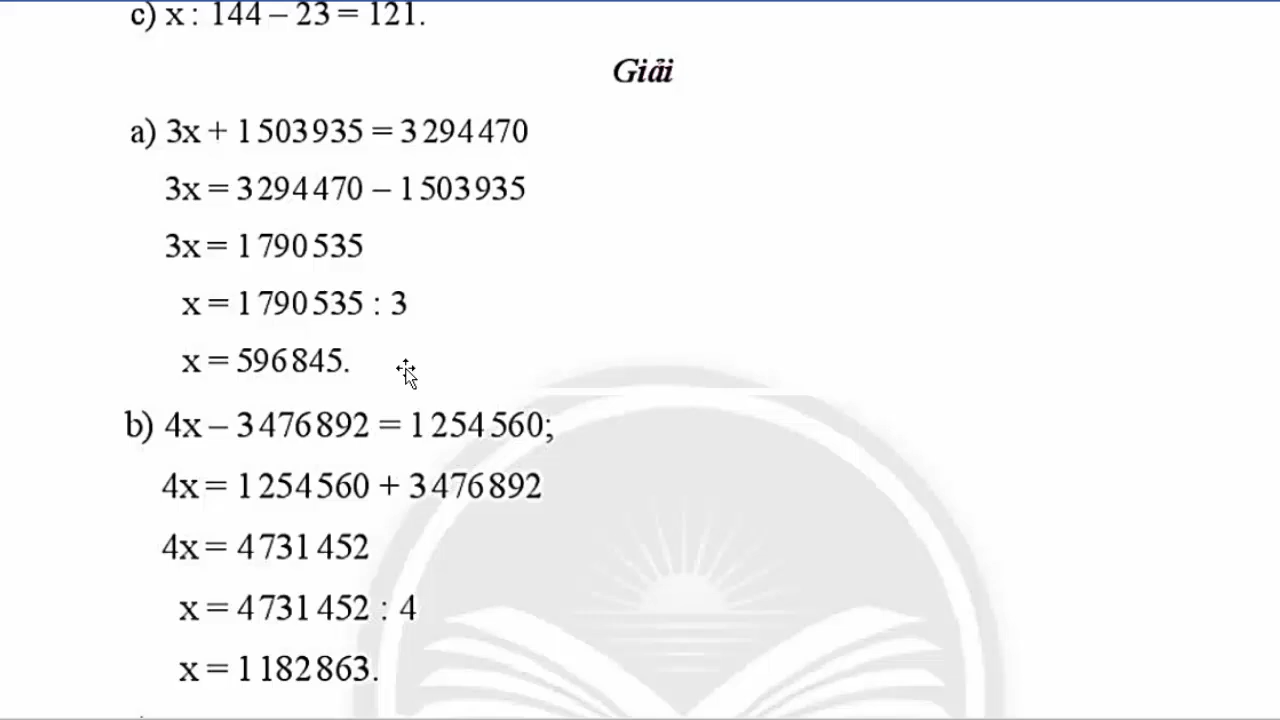 c) x : 144 – 23 = 121.
Giải
a) 3x + 1 503 935 = 3 294 470
3x = 3 294 470 – 1 503 935
3x = 1 790 535
x = 1 790 535 : 3
x = 596 845.
b) 4x – 3 476 892 = 1 254 560;
4x = 1 254 560 + 3 476 892
4x = 4 731 452
x = 4 731 452 : 4
x = 1 182 863.